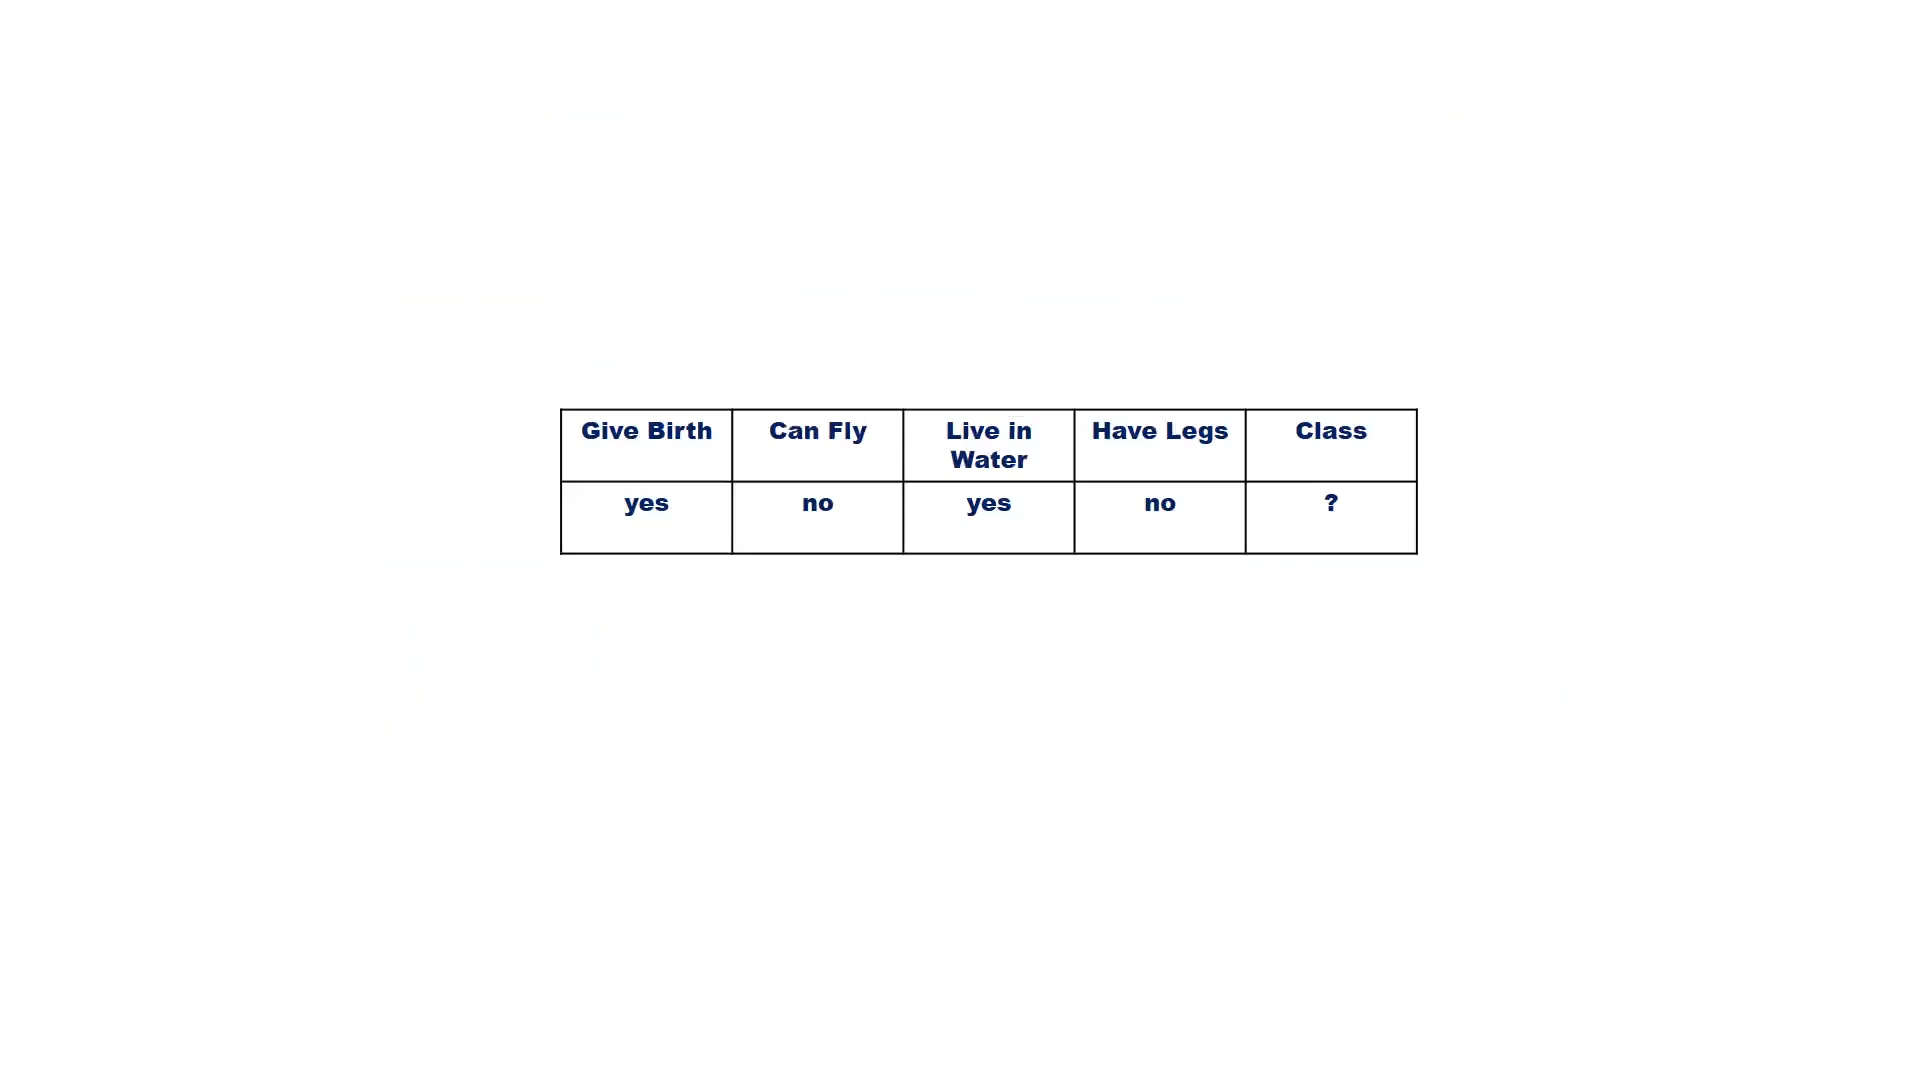 Give Birth Can Fly Live in Water Have Legs Class
yes no yes no ?